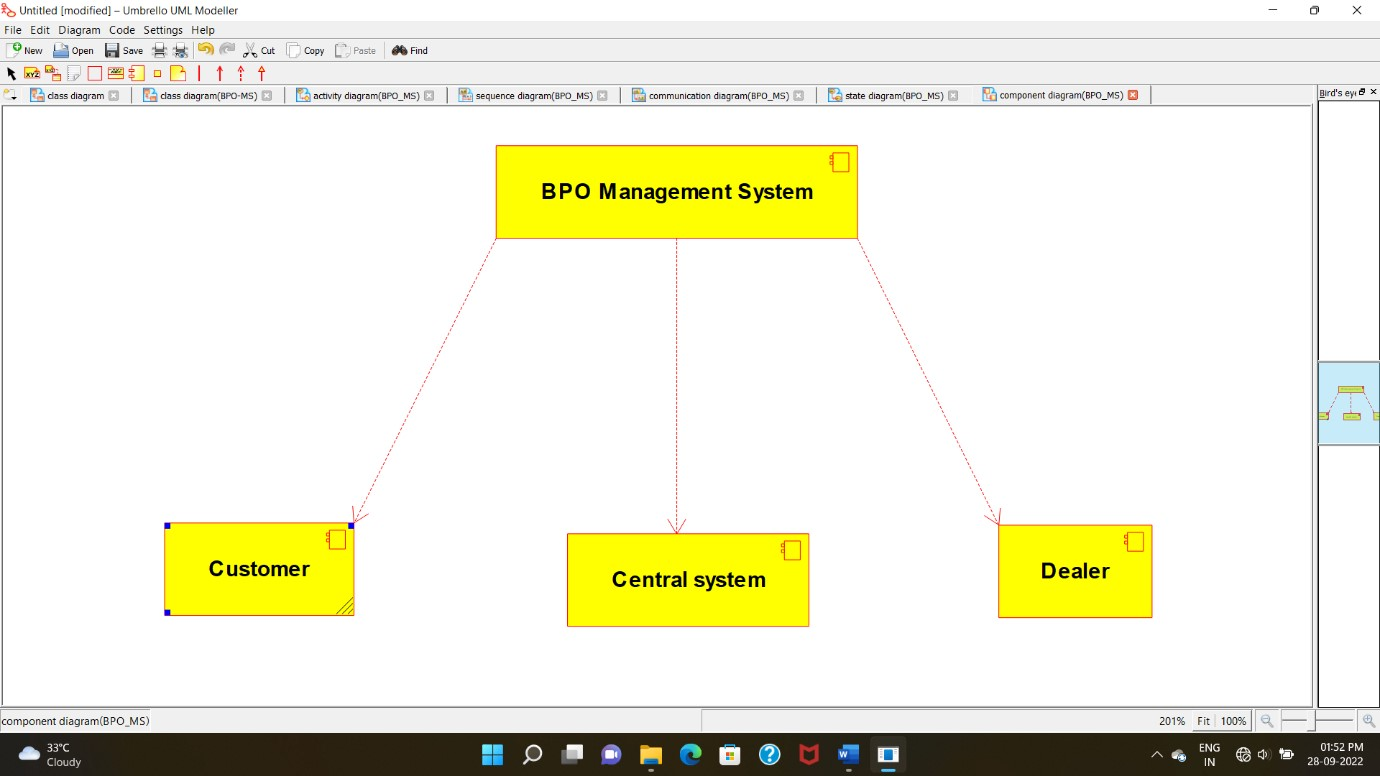 Untitled [modified] – Umbrello UML Modeller
File Edit Diagram Code Settings Help
New Open Save Cut Copy Paste Find
class diagram class diagram(BPO-MS) activity diagram(BPO_MS) sequence diagram(BPO_MS) communication diagram(BPO_MS) state diagram(BPO_MS) component diagram(BPO_MS) Bird's ey
BPO Management System
Customer
Central system
Dealer
component diagram(BPO_MS) 201% Fit 100%
33°C
Cloudy
ENG
IN
01:52 PM
28-09-2022